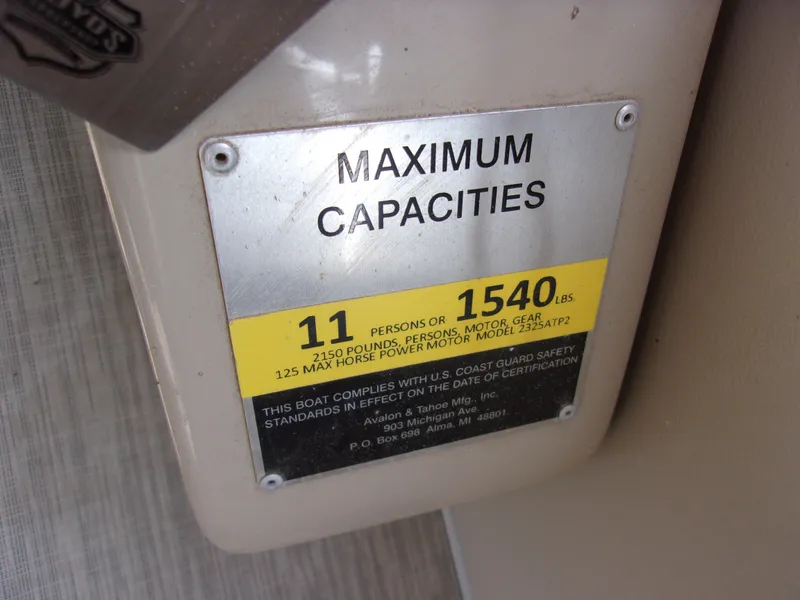 MAXIMUM
CAPACITIES
11 PERSONS OR 1540 LBS.
2150 POUNDS, PERSONS, MOTOR, GEAR
125 MAX HORSE POWER MOTOR MODEL 2325ATP2
THIS BOAT COMPLIES WITH U.S. COAST GUARD SAFETY
STANDARDS IN EFFECT ON THE DATE OF CERTIFICATION
Avalon & Tahoe Mfg., Inc.
903 Michigan Ave.
P.O. Box 698 Alma, MI 48801